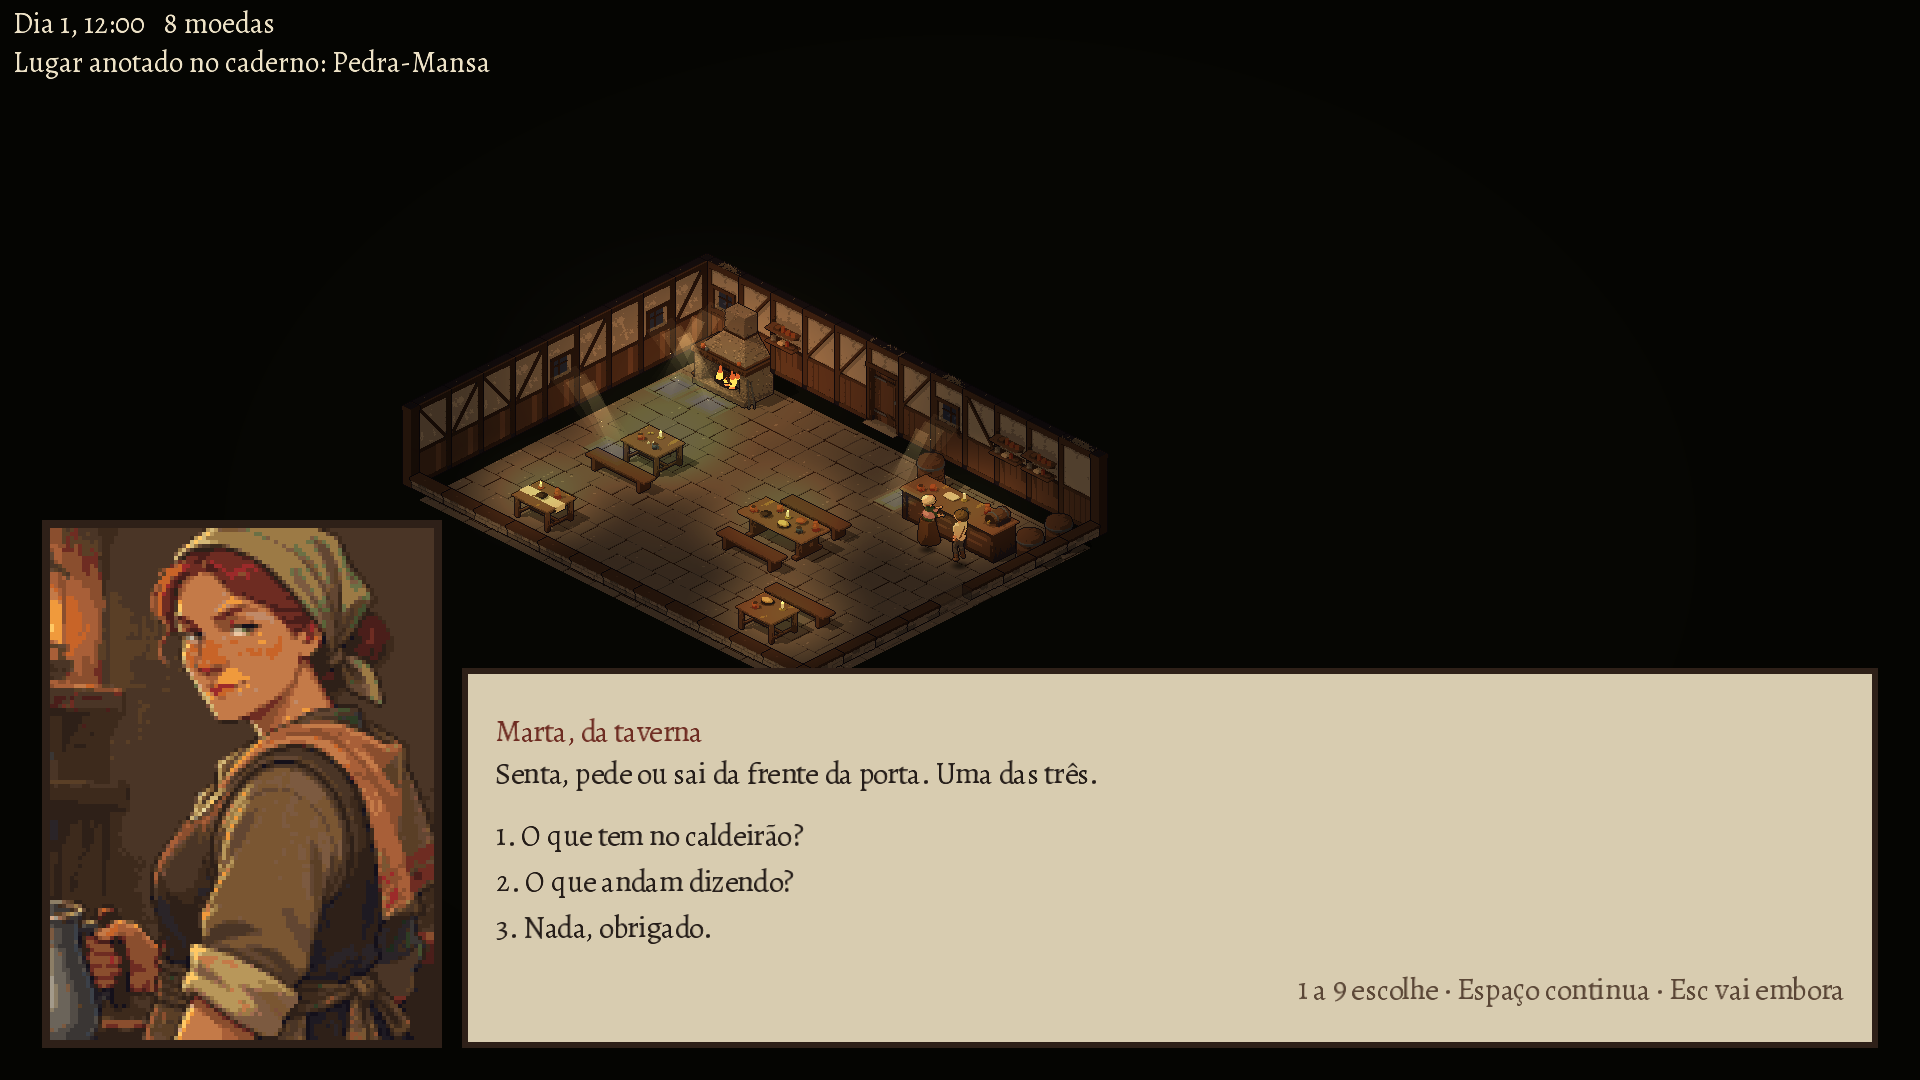 Dia 1, 12:00 8 moedas
Lugar anotado no caderno: Pedra-Mansa
Marta, da taverna
Senta, pede ou sai da frente da porta. Uma das três.
1. O que tem no caldeirão?
2. O que andam dizendo?
3. Nada, obrigado.
1 a 9 escolhe · Espaço continua · Esc vai embora